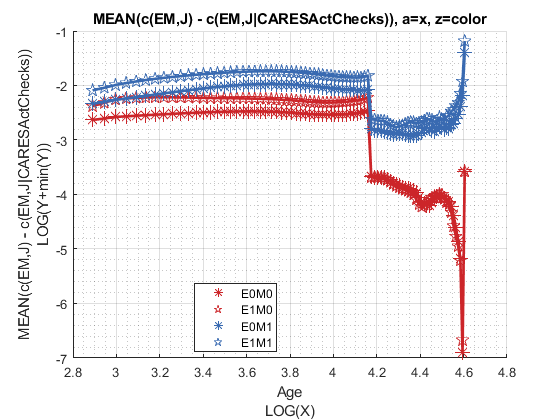 MEAN(c(EM,J) - c(EM,J|CARESActChecks)), a=x, z=color
MEAN(c(EM,J) - c(EM,J|CARESActChecks))
LOG(Y+min(Y))
-1
-2
-3
-4
-5
-6
-7
E0M0
E1M0
E0M1
E1M1
2.8 3 3.2 3.4 3.6 3.8 4 4.2 4.4 4.6 4.8
Age
LOG(X)